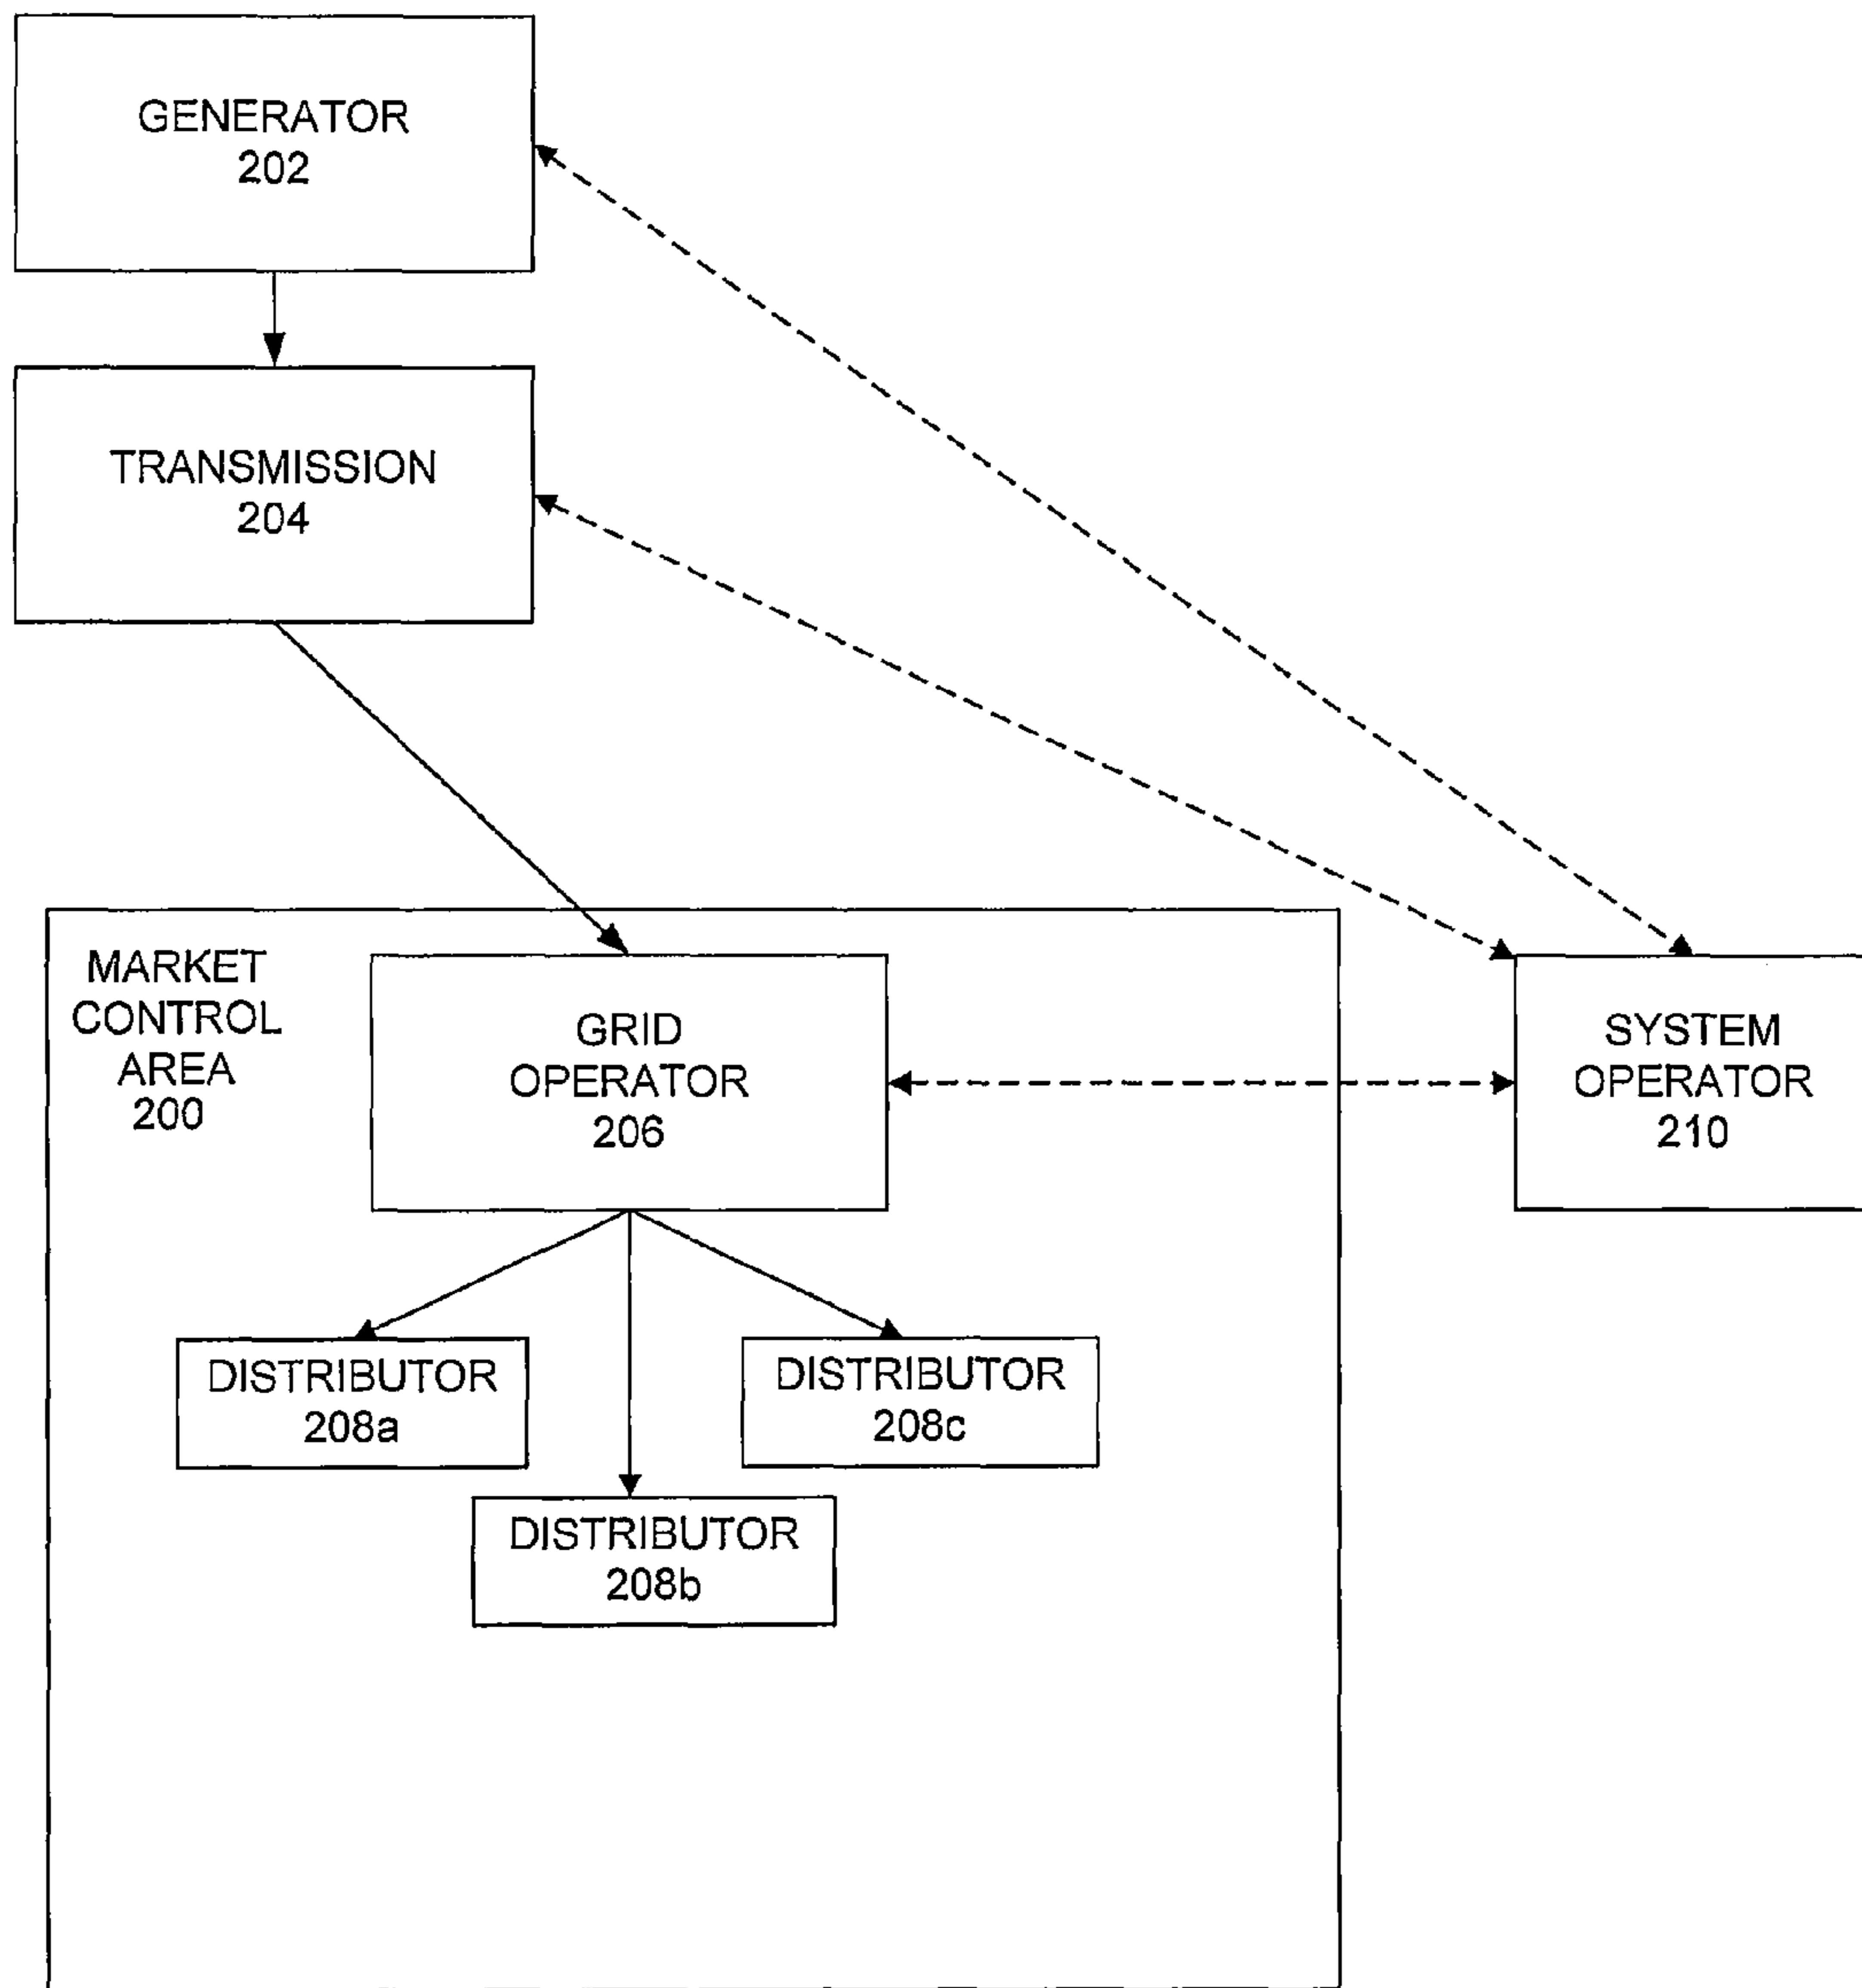 GENERATOR
202
TRANSMISSION
204
MARKET
CONTROL
AREA
200
GRID
OPERATOR
206
SYSTEM
OPERATOR
210
DISTRIBUTOR
208a
DISTRIBUTOR
208c
DISTRIBUTOR
208b